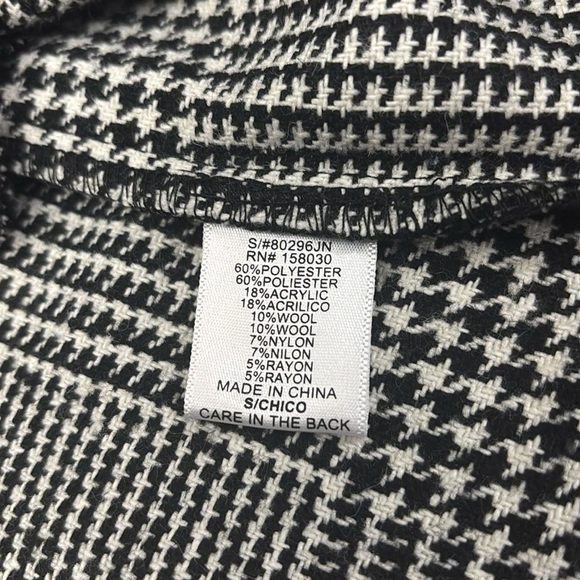 S/#80296JN
RN# 158030
60%POLYESTER
60%POLIESTER
18%ACRYLIC
18%ACRILICO
10%WOOL
10%WOOL
7%NYLON
7%NILON
5%RAYON
5%RAYON
MADE IN CHINA
S/CHICO
CARE IN THE BACK